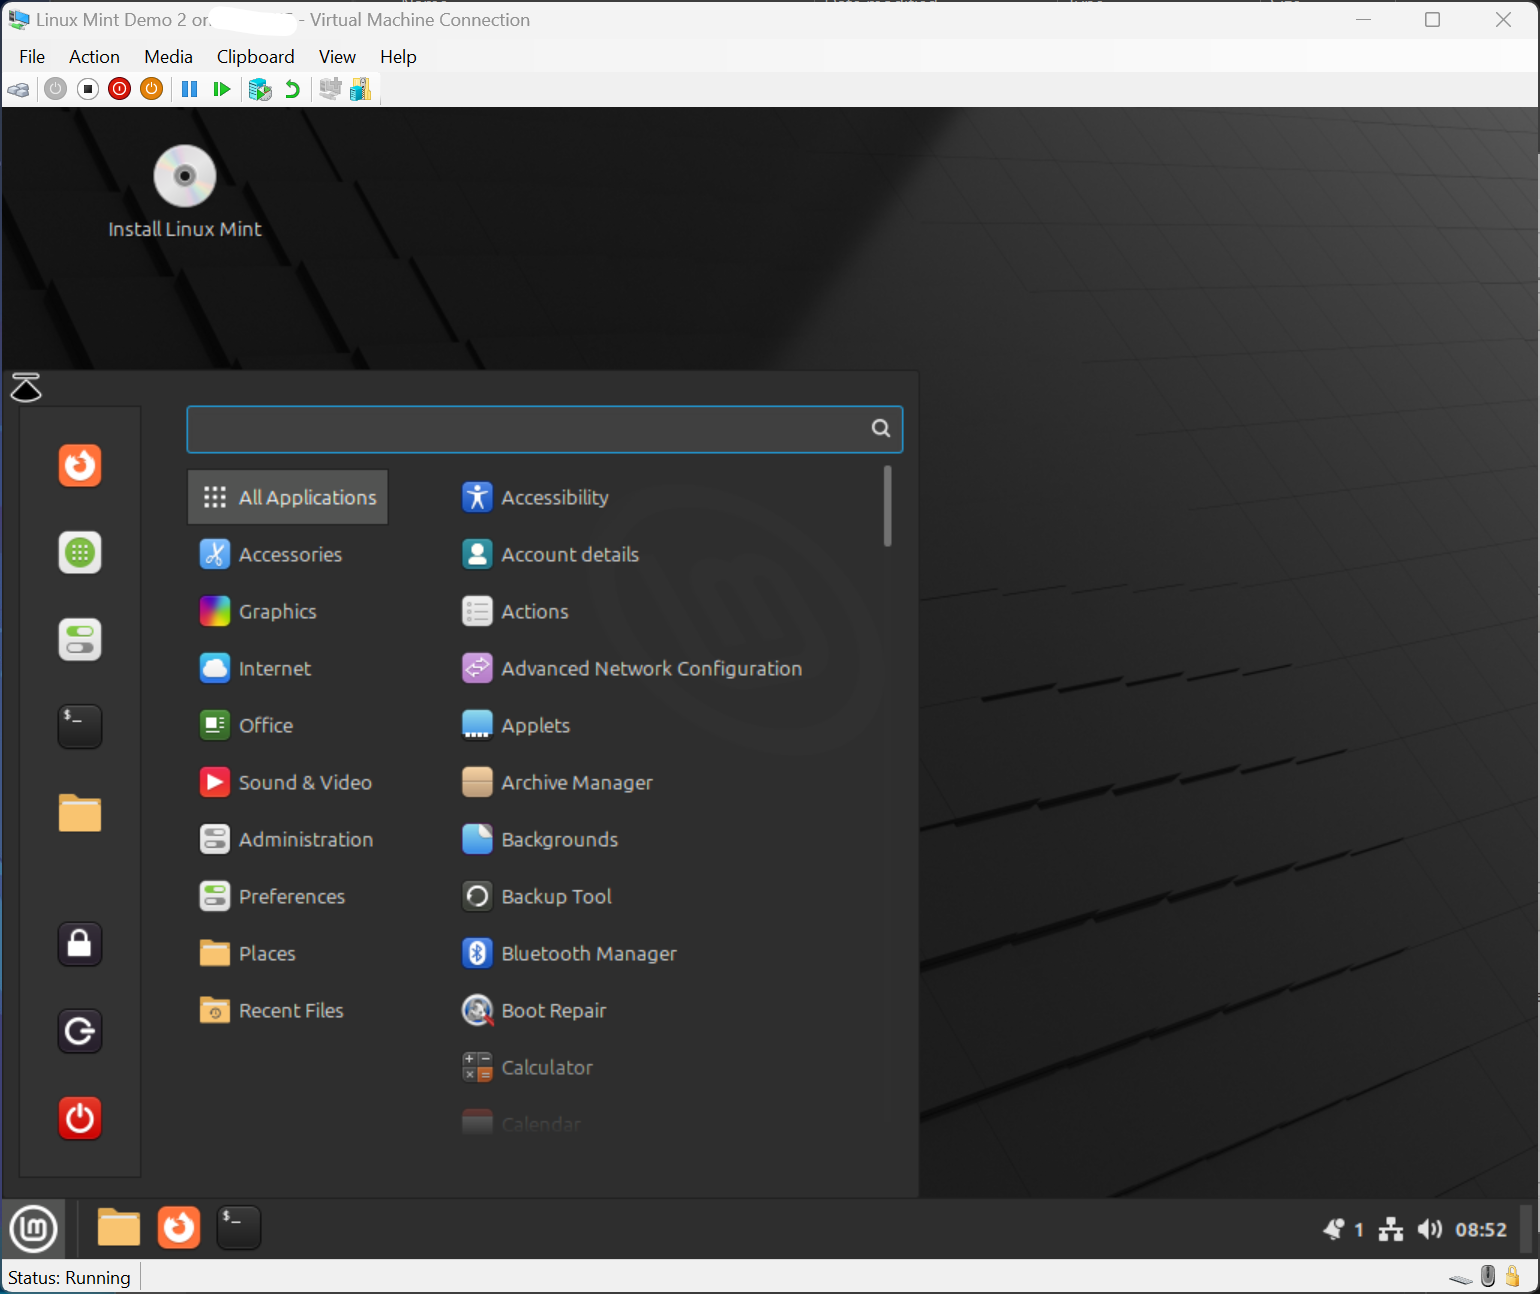 Linux Mint Demo 2 on - Virtual Machine Connection
File Action Media Clipboard View Help
Install Linux Mint
All Applications
Accessories
Graphics
Internet
Office
Sound & Video
Administration
Preferences
Places
Recent Files
Accessibility
Account details
Actions
Advanced Network Configuration
Applets
Archive Manager
Backgrounds
Backup Tool
Bluetooth Manager
Boot Repair
Calculator
Calendar
$_
$_
1 08:52
Status: Running